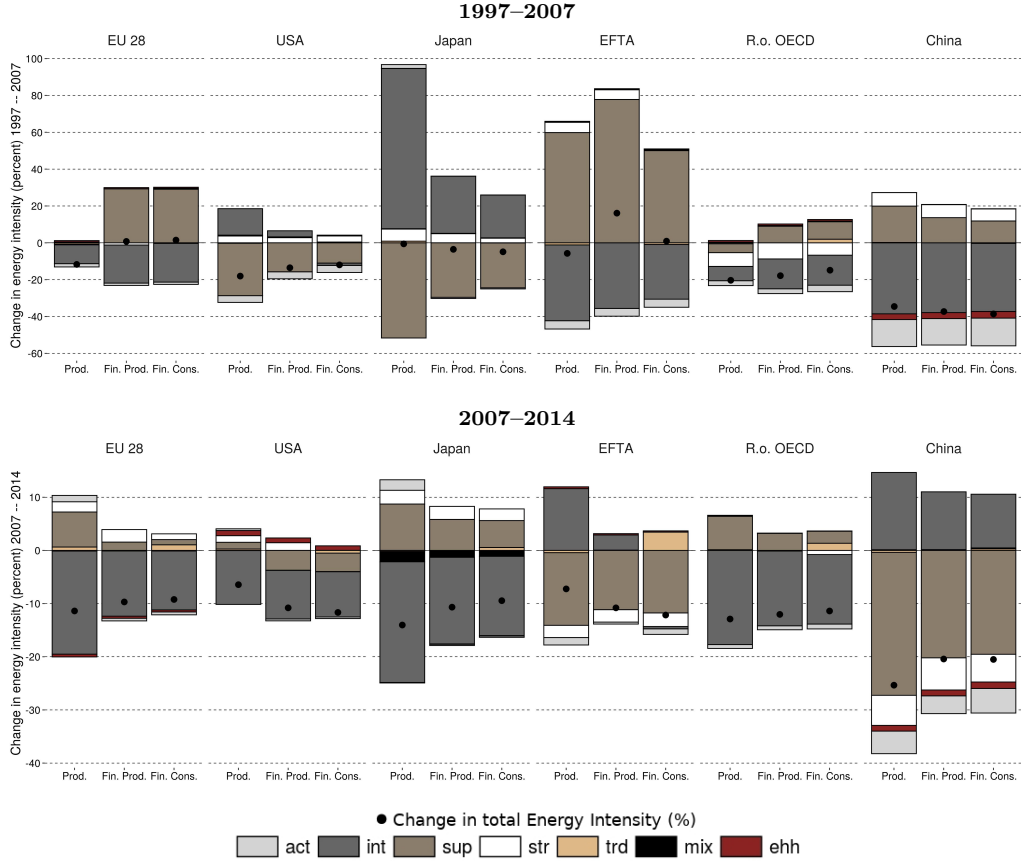 1997–2007
EU 28 USA Japan EFTA R.o. OECD China
Change in energy intensity (percent) 1997 -- 2007
100
80
60
40
20
0
-20
-40
-60
Prod. Fin. Prod. Fin. Cons. Prod. Fin. Prod. Fin. Cons. Prod. Fin. Prod. Fin. Cons. Prod. Fin. Prod. Fin. Cons. Prod. Fin. Prod. Fin. Cons. Prod. Fin. Prod. Fin. Cons.
2007–2014
EU 28 USA Japan EFTA R.o. OECD China
Change in energy intensity (percent) 2007 -- 2014
10
0
-10
-20
-30
-40
Prod. Fin. Prod. Fin. Cons. Prod. Fin. Prod. Fin. Cons. Prod. Fin. Prod. Fin. Cons. Prod. Fin. Prod. Fin. Cons. Prod. Fin. Prod. Fin. Cons. Prod. Fin. Prod. Fin. Cons.
Change in total Energy Intensity (%)
act int sup str trd mix ehh